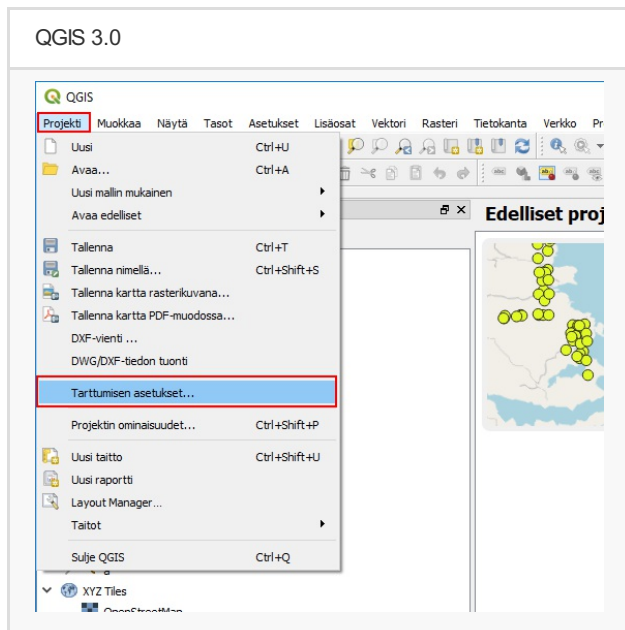 QGIS 3.0
QGIS
Projekti Muokkaa Näytä Tasot Asetukset Lisäosat Vektori Rasteri Tietokanta Verkko Pr
Uusi Ctrl+U
Avaa... Ctrl+A
Uusi mallin mukainen
Avaa edelliset
Edelliset proj
Tallenna Ctrl+T
Tallenna nimellä... Ctrl+Shift+S
Tallenna kartta rasterikuvana...
Tallenna kartta PDF-muodossa...
DXF-vienti ...
DWG/DXF-tiedon tuonti
Tarttumisen asetukset...
Projektin ominaisuudet... Ctrl+Shift+P
Uusi taitto Ctrl+Shift+U
Uusi raportti
Layout Manager...
Taitot
Sulje QGIS Ctrl+Q
XYZ Tiles
OpenStreetMap